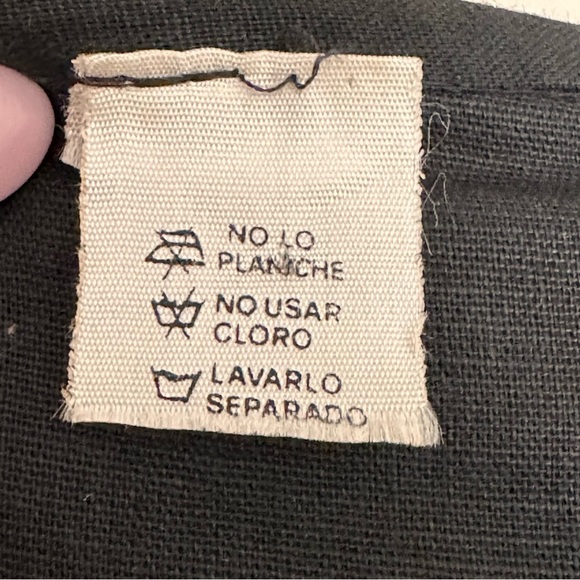 NO LO
PLANCHE
NO USAR
CLORO
LAVARLO
SEPARADO